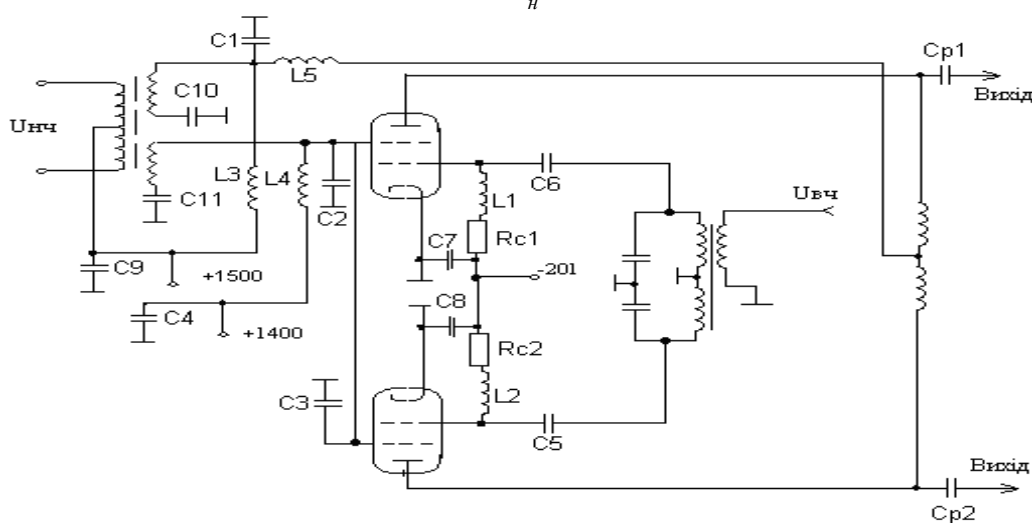 н
C1
Cp1
L5
Вихід
C10
Uнч
L3
L4
C6
C11
C2
L1
Uвч
C7
Rc1
C9
+1500
-201
C4
C8
+1400
Rc2
C3
L2
C5
Вихід
Cp2